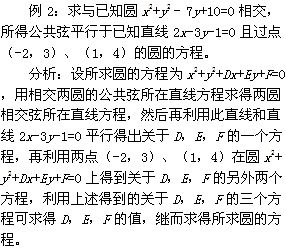 例 2：求与已知圆 x²+y²﹣7y+10=0 相交，
所得公共弦平行于已知直线 2x-3y-1=0 且过点
（-2，3）、（1，4）的圆的方程。
分析：设所求圆的方程为 x²+y²+Dx+Ey+F=0
，用相交两圆的公共弦所在直线方程求得两圆
相交弦所在直线方程，然后再利用此直线和直
线 2x-3y-1=0 平行得出关于 D，E，F 的一个方
程，再利用两点（-2，3）、（1，4）在圆 x²+
y²+Dx+Ey+F=0 上得到关于 D，E，F 的另外两个
方程，利用上述得到的关于 D，E，F 的三个方
程可求得 D，E，F 的值，继而求得所求圆的方
程。